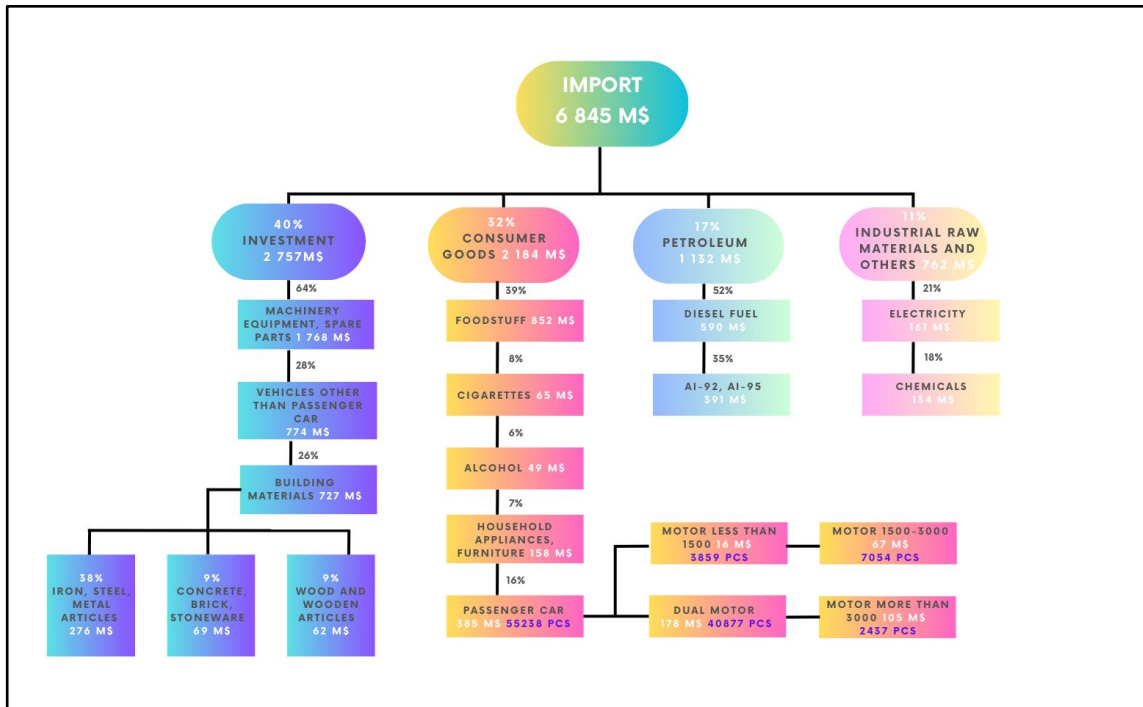 IMPORT
6 845 M$
40%
INVESTMENT
2 757M$
32%
CONSUMER
GOODS 2 184 M$
17%
PETROLEUM
1 132 M$
11%
INDUSTRIAL RAW
MATERIALS AND
OTHERS 762 M$
64%
39%
52%
21%
MACHINERY
EQUIPMENT, SPARE
PARTS 1 768 M$
FOODSTUFF 852 M$
DIESEL FUEL
590 M$
ELECTRICITY
161 M$
28%
8%
35%
18%
VEHICLES OTHER
THAN PASSENGER
CAR
774 M$
CIGARETTES 65 M$
AI-92, AI-95
391 M$
CHEMICALS
134 M$
26%
6%
BUILDING
MATERIALS 727 M$
ALCOHOL 49 M$
7%
HOUSEHOLD
APPLIANCES,
FURNITURE 158 M$
MOTOR LESS THAN
1500 16 M$
3859 PCS
MOTOR 1500-3000
67 M$
7054 PCS
38%
IRON, STEEL,
METAL
ARTICLES
276 M$
9%
CONCRETE,
BRICK,
STONEWARE
69 M$
9%
WOOD AND
WOODEN
ARTICLES
62 M$
16%
PASSENGER CAR
385 M$ 55238 PCS
DUAL MOTOR
178 M$ 40877 PCS
MOTOR MORE THAN
3000 105 M$
2437 PCS